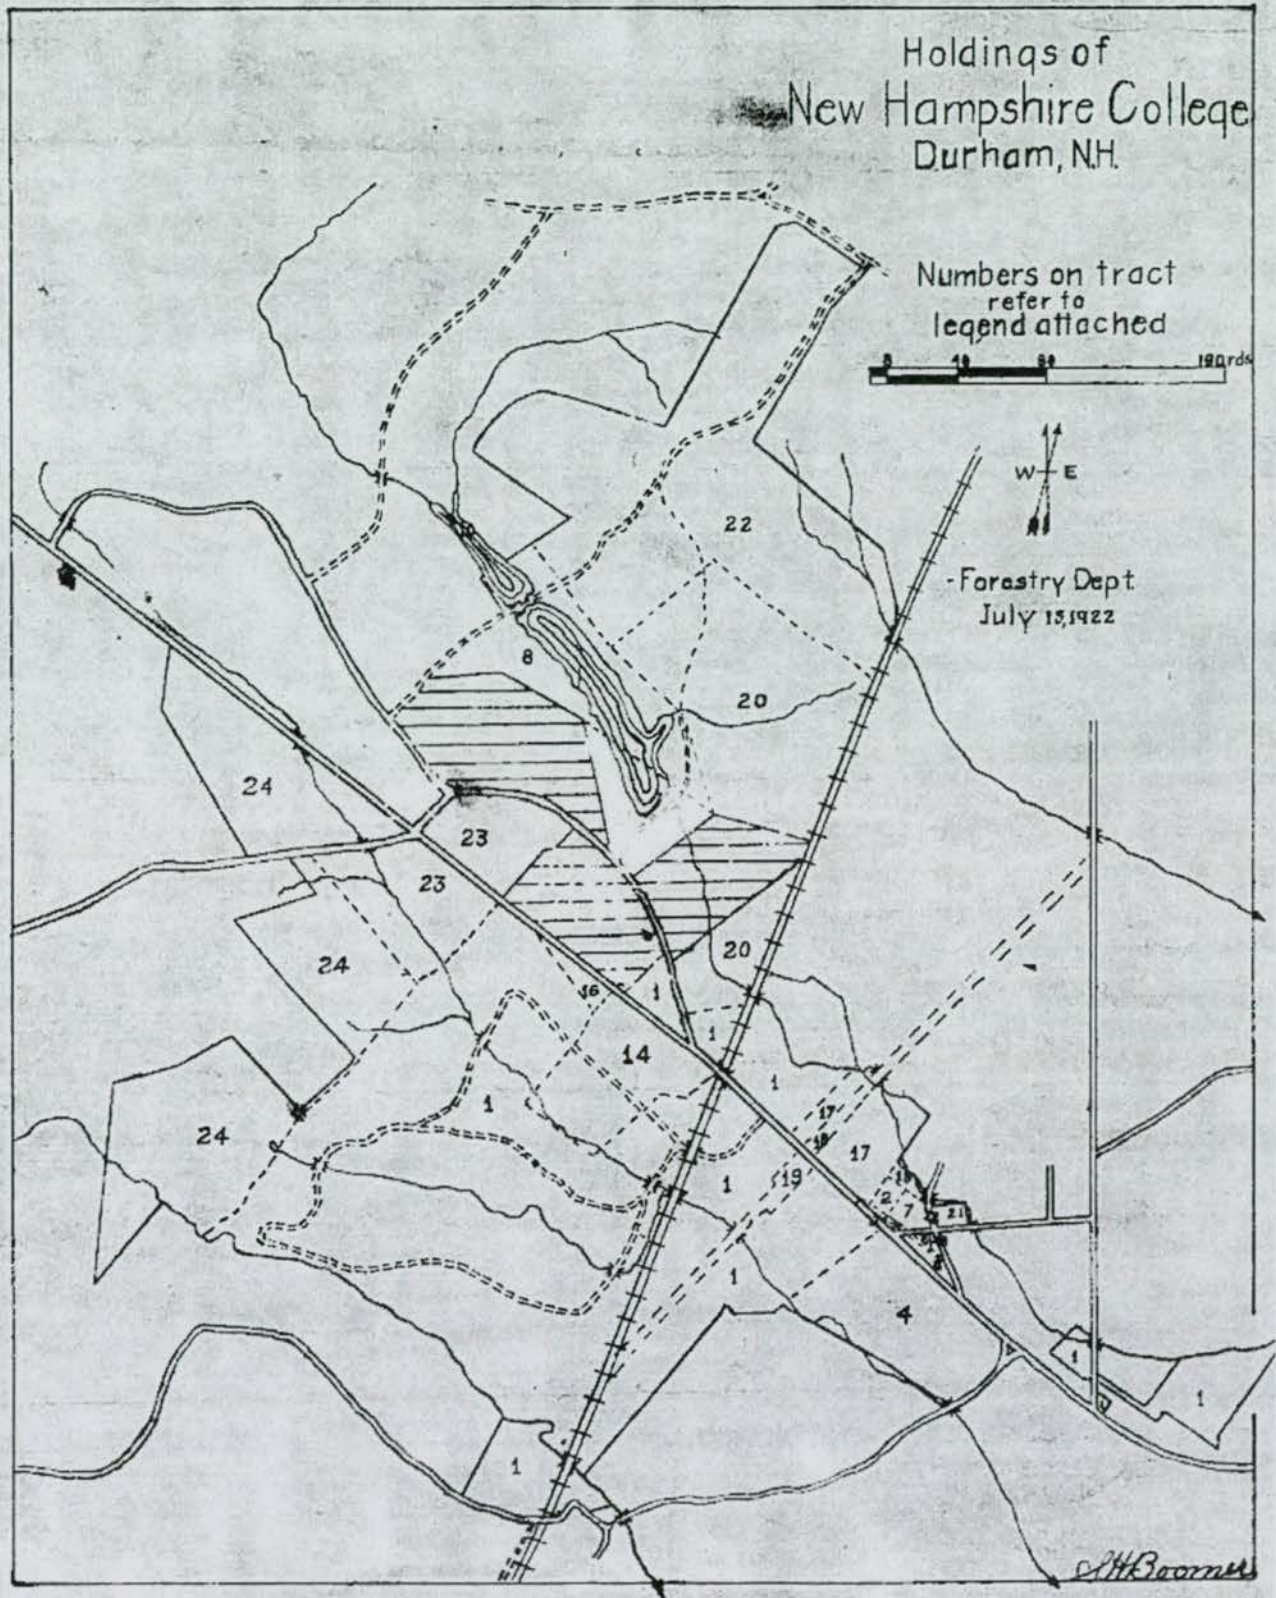 Holdings of
New Hampshire College
Durham, N.H.
Numbers on tract
refer to
legend attached
W E
Forestry Dept.
July 15, 1922
22
8
20
24
23
23
24
20
16
1
1
14
1
1
24
17
18
17
19
1
2
7
21
1
4
1
1
1
S.H. Boomer